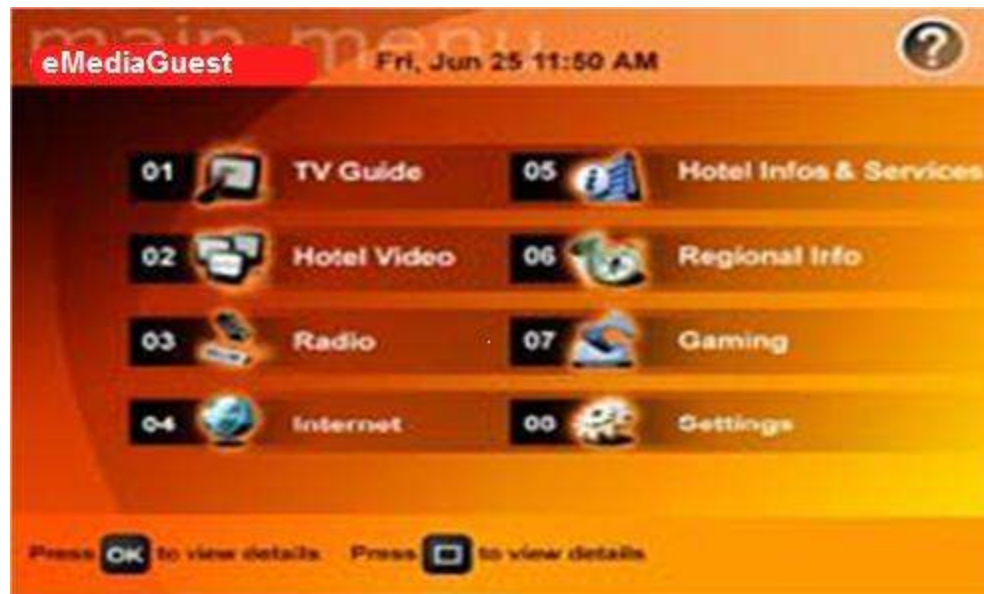 main menu
eMediaGuest
Fri, Jun 25 11:50 AM
?
01 TV Guide
02 Hotel Video
03 Radio
04 Internet
05 Hotel Infos & Services
06 Regional Info
07 Gaming
08 Settings
Press OK to view details Press to view details